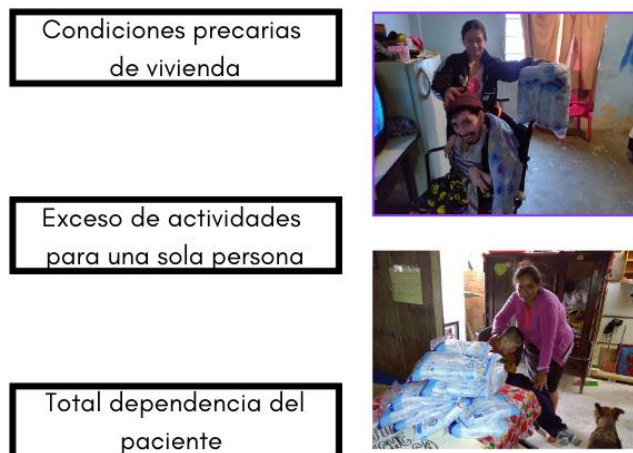 Condiciones precarias
de vivienda
Exceso de actividades
para una sola persona
Total dependencia del
paciente